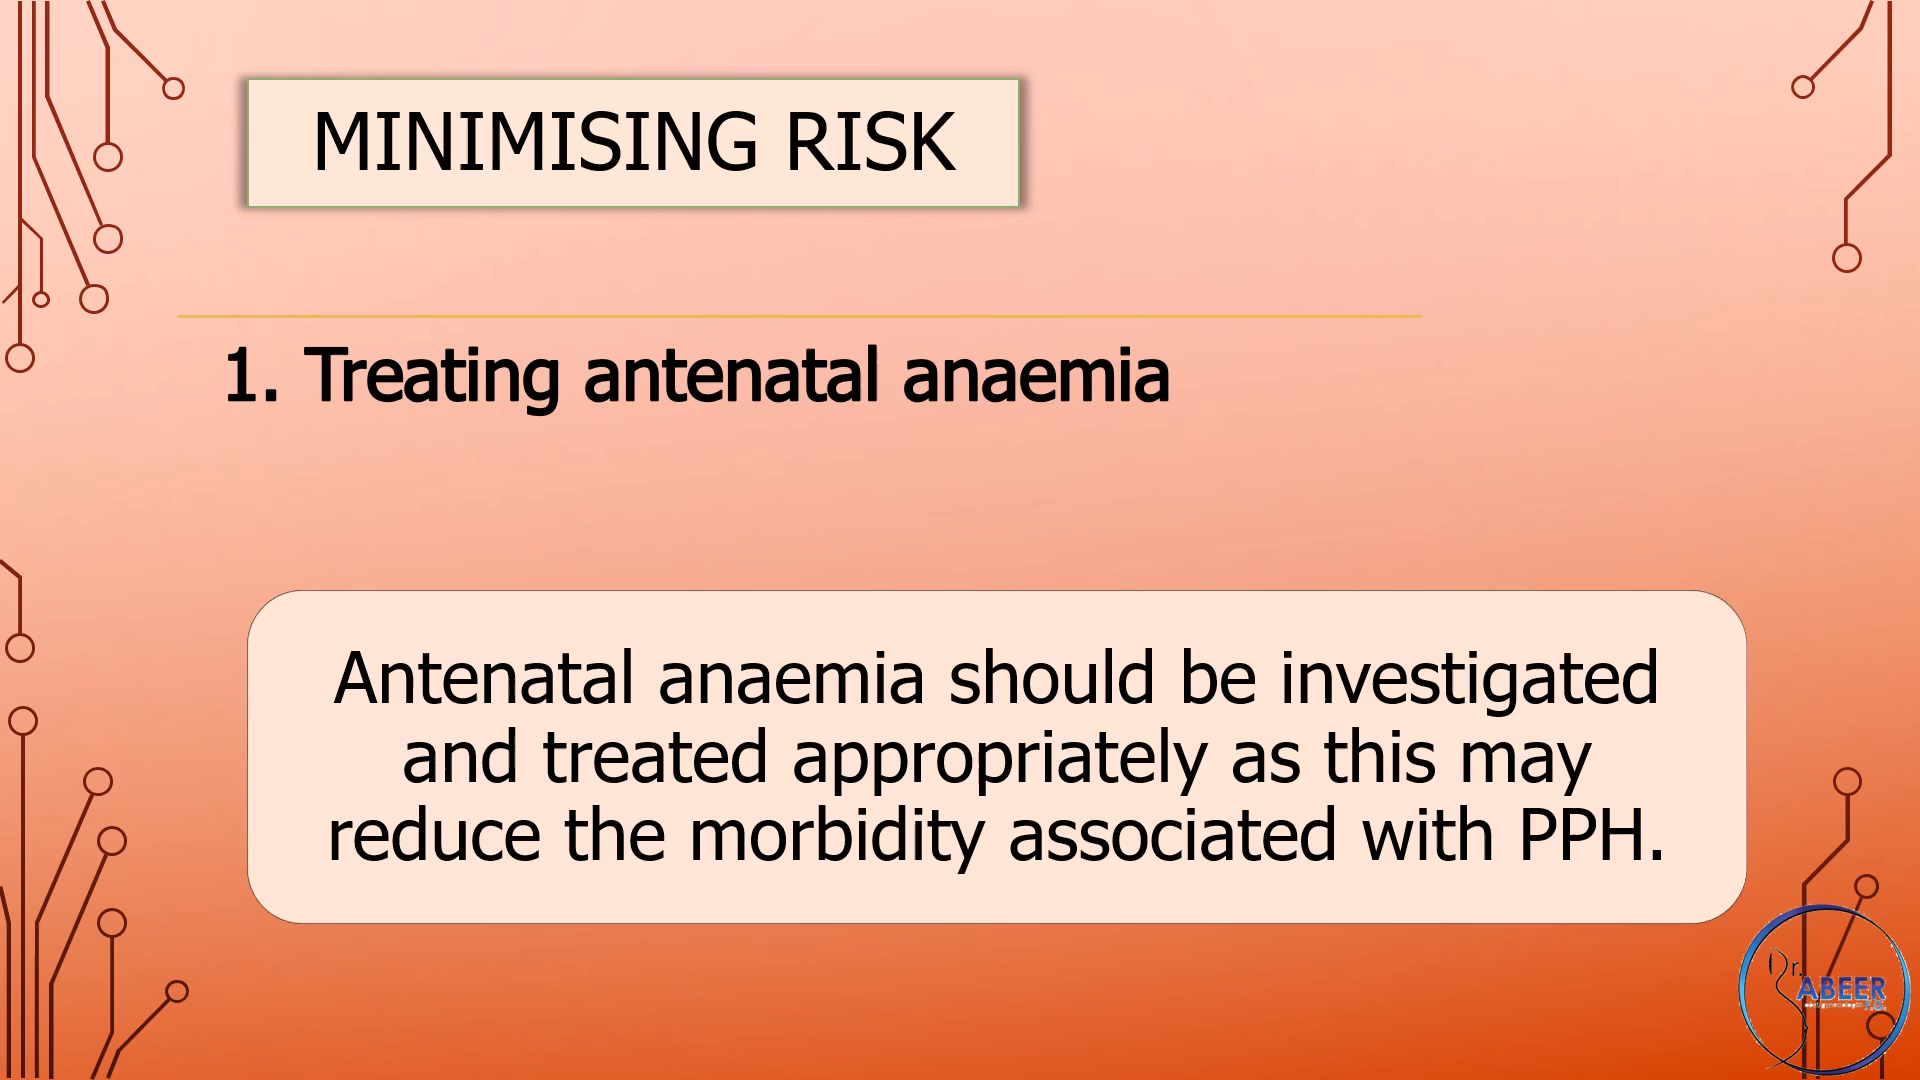 MINIMISING RISK
1. Treating antenatal anaemia
Antenatal anaemia should be investigated
and treated appropriately as this may
reduce the morbidity associated with PPH.
Dr.
ABEER